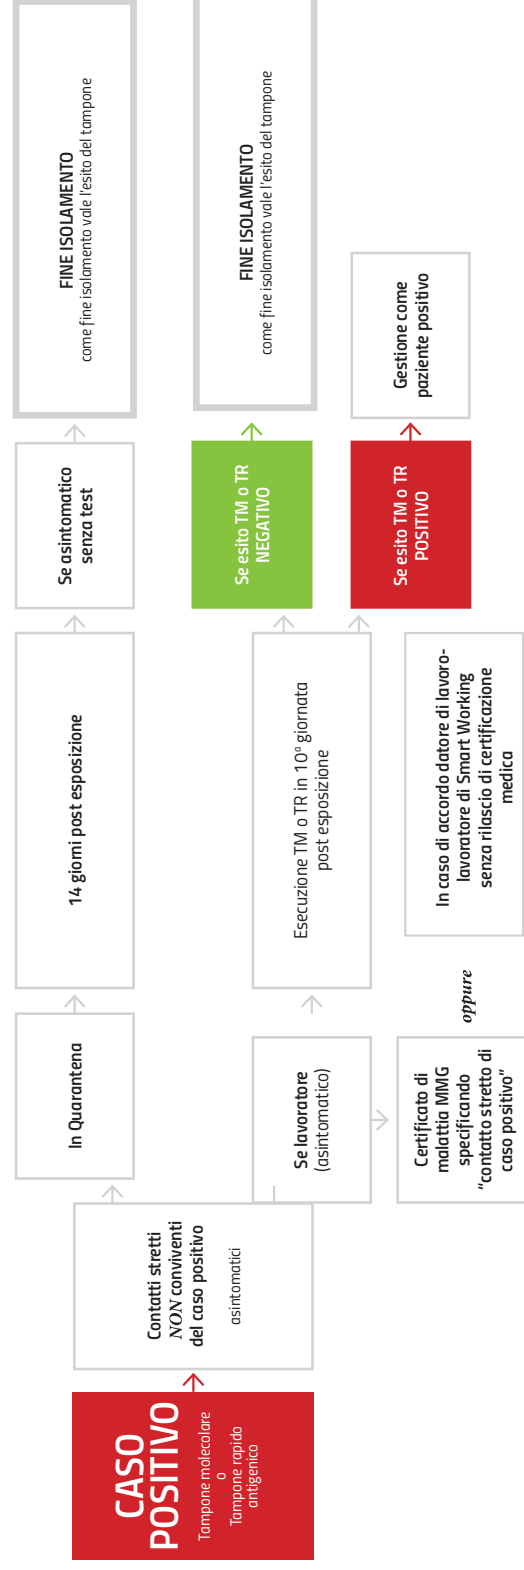 CASO
POSITIVO
Tampone molecolare
o
Tampone rapido
antigenico
Contatti stretti
NON conviventi
del caso positivo
asintomatici
In Quarantena
14 giorni post esposizione
Se asintomatico
senza test
FINE ISOLAMENTO
come fine isolamento vale l'esito del tampone
Se lavoratore
(asintomatico)
Esecuzione TM o TR in 10ª giornata
post esposizione
Se esito TM o TR
NEGATIVO
FINE ISOLAMENTO
come fine isolamento vale l'esito del tampone
Se esito TM o TR
POSITIVO
Gestione come
paziente positivo
Certificato di
malattia MMG
specificando
"contatto stretto di
caso positivo"
oppure
In caso di accordo datore di lavoro-
lavoratore di Smart Working
senza rilascio di certificazione
medica